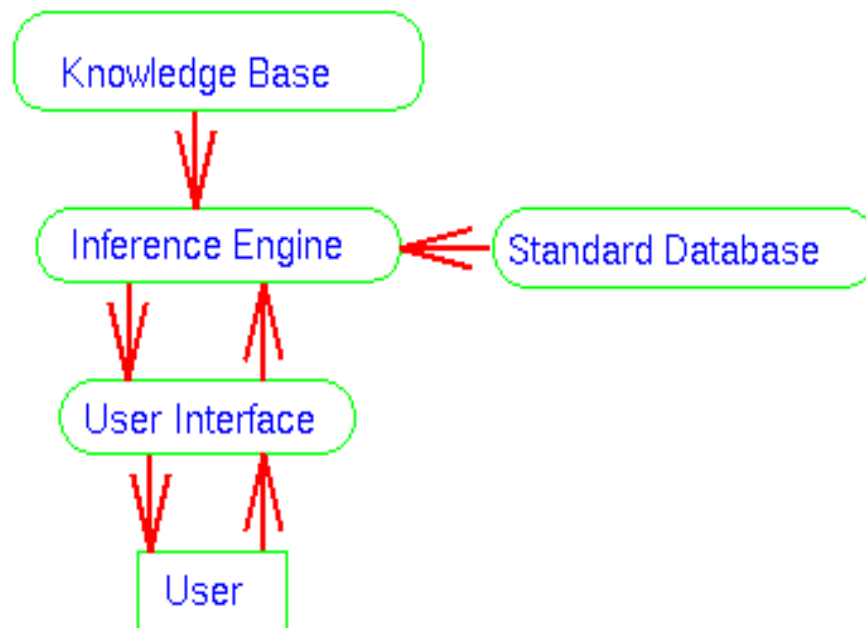 Knowledge Base
Inference Engine
Standard Database
User Interface
User